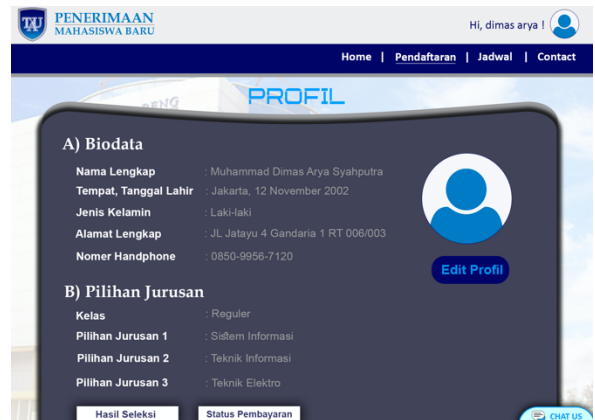 TAU
PENERIMAAN
MAHASISWA BARU
Hi, dimas arya !
Home | Pendaftaran | Jadwal | Contact
PROFIL
A) Biodata
Nama Lengkap : Muhammad Dimas Arya Syahputra
Tempat, Tanggal Lahir : Jakarta, 12 November 2002
Jenis Kelamin : Laki-laki
Alamat Lengkap : JL Jatayu 4 Gandaria 1 RT 006/003
Nomer Handphone : 0850-9956-7120
Edit Profil
B) Pilihan Jurusan
Kelas : Reguler
Pilihan Jurusan 1 : Sistem Informasi
Pilihan Jurusan 2 : Teknik Informasi
Pilihan Jurusan 3 : Teknik Elektro
Hasil Seleksi
Status Pembayaran
CHAT US